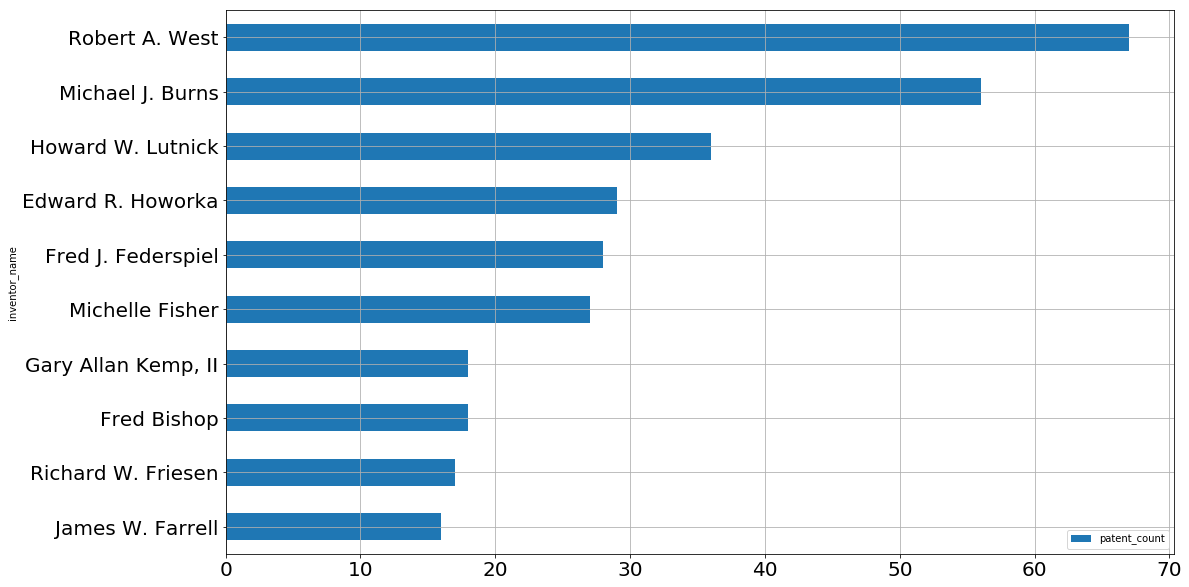 Robert A. West
Michael J. Burns
Howard W. Lutnick
Edward R. Howorka
Fred J. Federspiel
Michelle Fisher
Gary Allan Kemp, II
Fred Bishop
Richard W. Friesen
James W. Farrell
inventor_name
patent_count
0 10 20 30 40 50 60 70